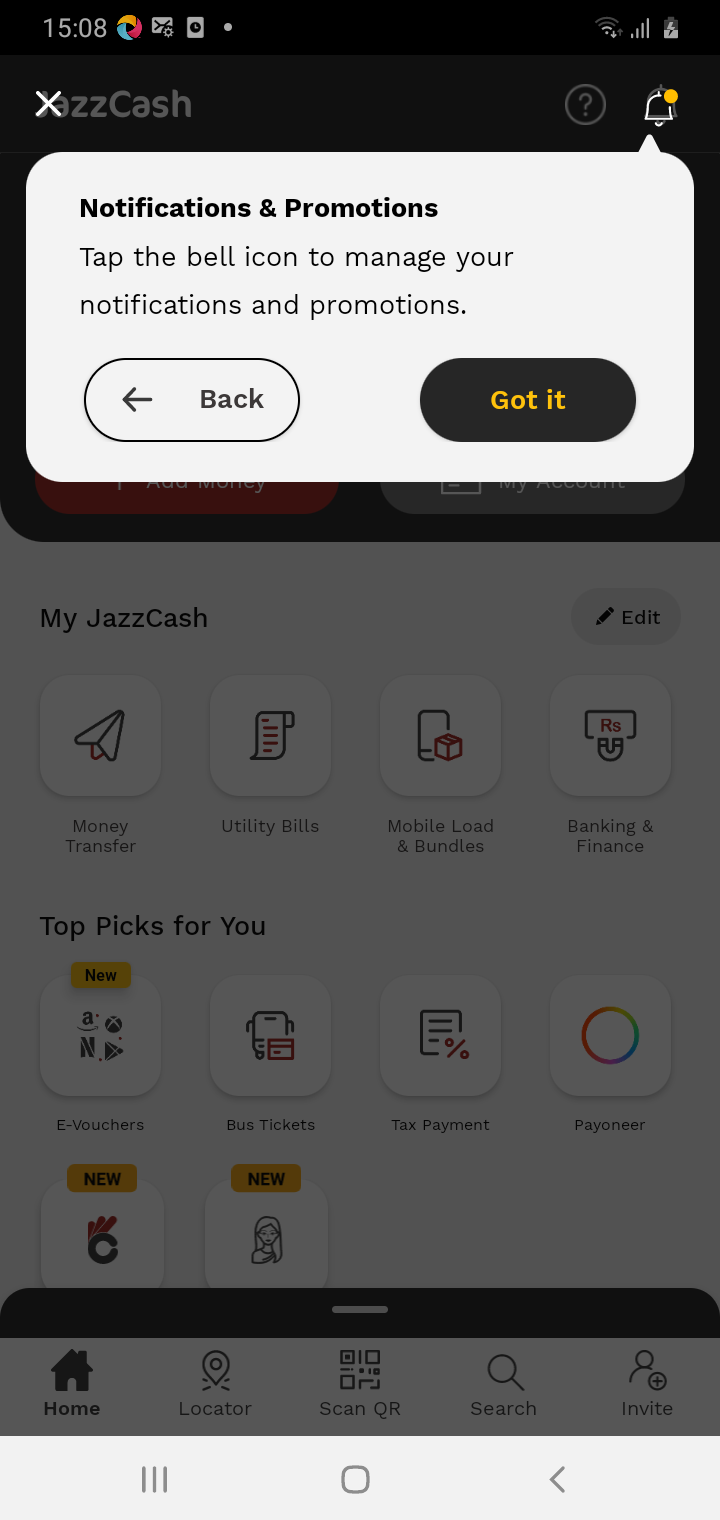 15:08
JazzCash
Notifications & Promotions
Tap the bell icon to manage your
notifications and promotions.
Back
Got it
Add Money
My Account
My JazzCash
Edit
Rs
Money
Transfer
Utility Bills
Mobile Load
& Bundles
Banking &
Finance
Top Picks for You
New
E-Vouchers
Bus Tickets
Tax Payment
Payoneer
NEW
NEW
Home
Locator
Scan QR
Search
Invite